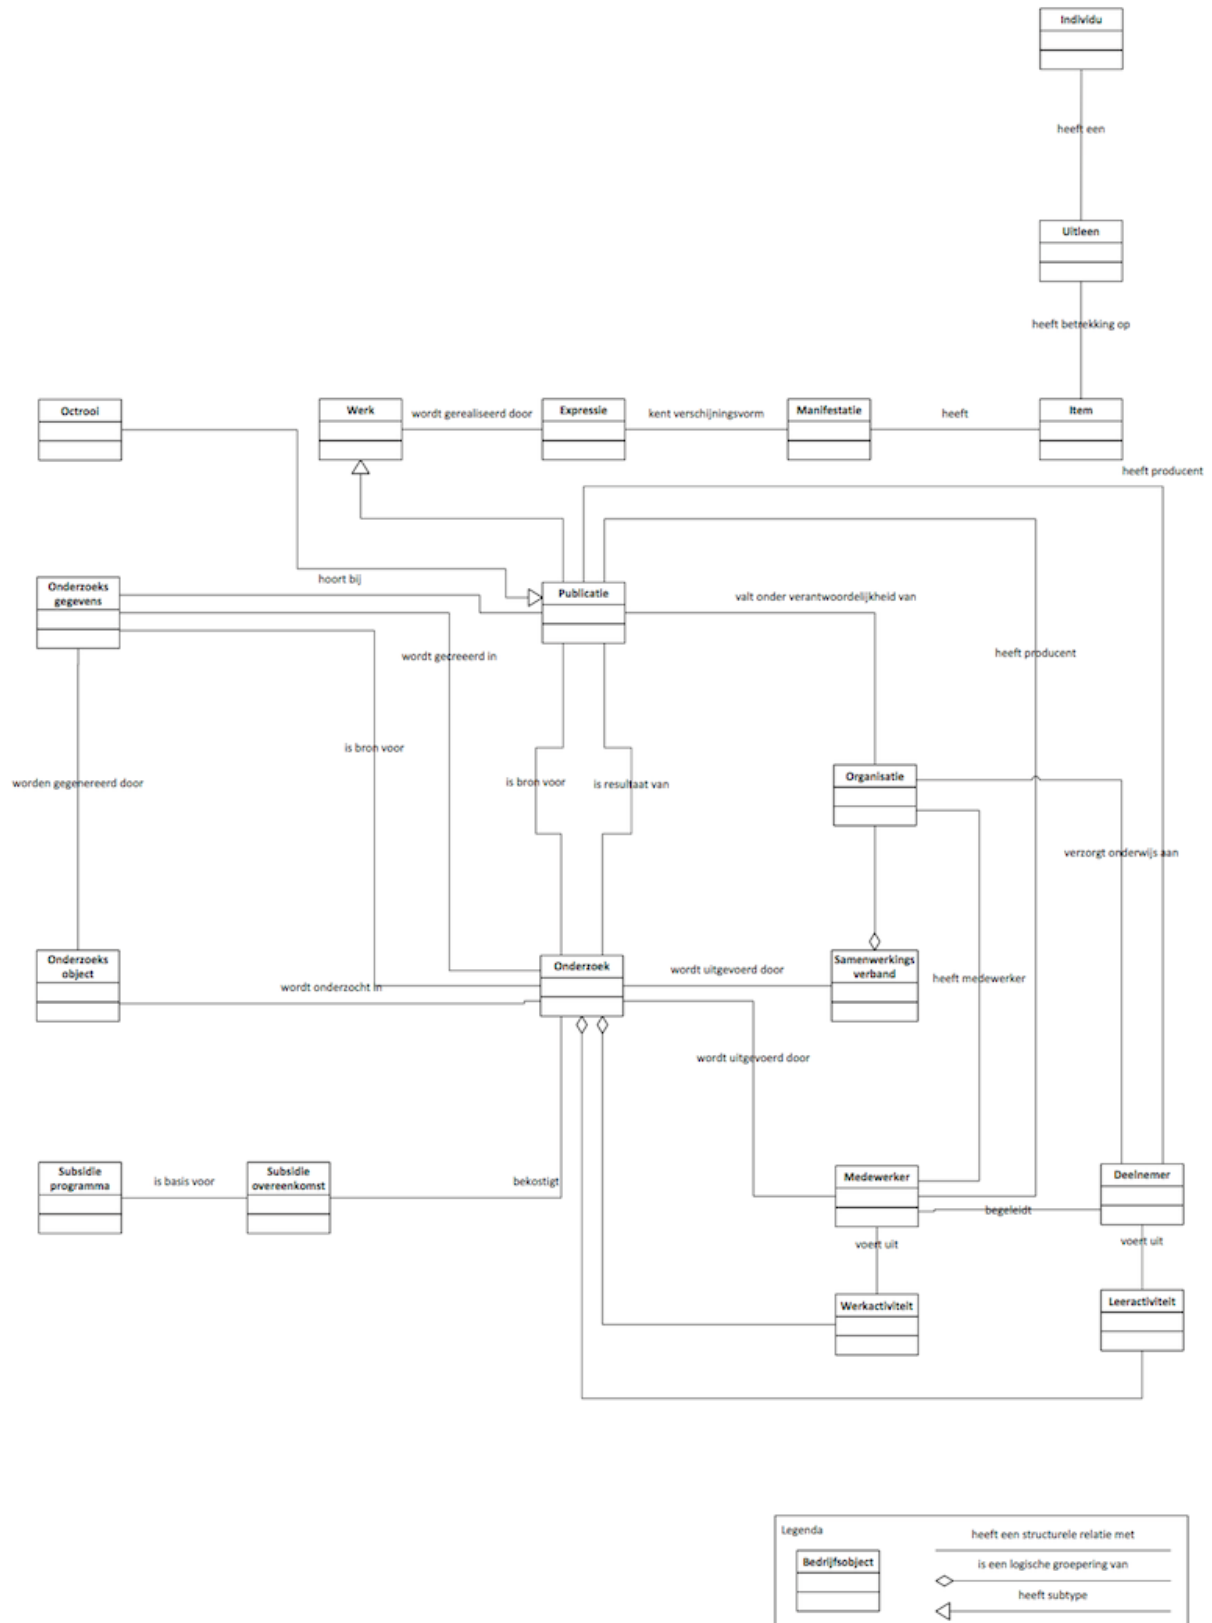 Individu
heeft een
Uitleen
heeft betrekking op
Octrooi
Werk
wordt gerealiseerd door
Expressie
kent verschijningsvorm
Manifestatie
heeft
Item
heeft producent
Onderzoeks
gegevens
hoort bij
Publicatie
valt onder verantwoordelijkheid van
wordt gecreeerd in
heeft producent
is bron voor
worden gegenereerd door
is bron voor
is resultaat van
Organisatie
verzorgt onderwijs aan
Onderzoeks
object
wordt onderzocht in
Onderzoek
wordt uitgevoerd door
Samenwerkings
verband
heeft medewerker
wordt uitgevoerd door
Subsidie
programma
is basis voor
Subsidie
overeenkomst
bekostigt
Medewerker
begeleidt
Deelnemer
voert uit
voert uit
Werkactiviteit
Leeractiviteit
Legenda
Bedrijfsobject
heeft een structurele relatie met
is een logische groepering van
heeft subtype